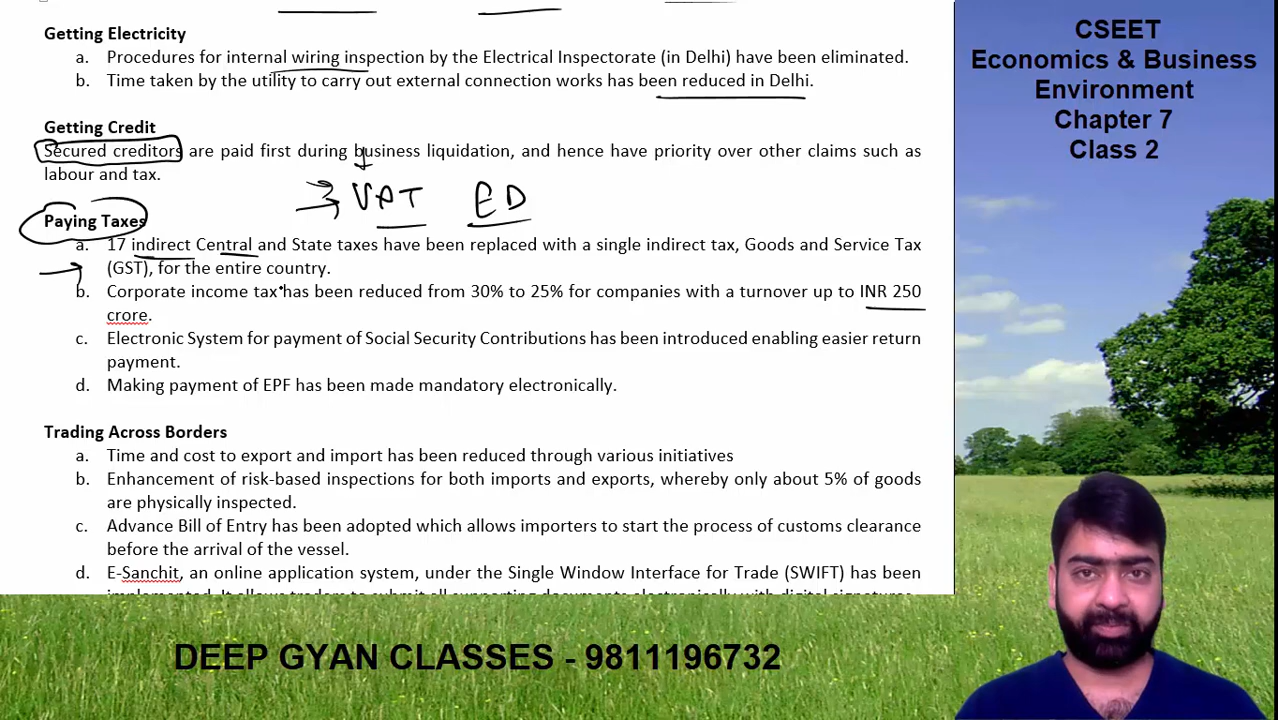 Getting Electricity
a. Procedures for internal wiring inspection by the Electrical Inspectorate (in Delhi) have been eliminated.
b. Time taken by the utility to carry out external connection works has been reduced in Delhi.
Getting Credit
Secured creditors are paid first during business liquidation, and hence have priority over other claims such as
labour and tax.
VAT ED
Paying Taxes
a. 17 indirect Central and State taxes have been replaced with a single indirect tax, Goods and Service Tax
(GST), for the entire country.
b. Corporate income tax has been reduced from 30% to 25% for companies with a turnover up to INR 250
crore.
c. Electronic System for payment of Social Security Contributions has been introduced enabling easier return
payment.
d. Making payment of EPF has been made mandatory electronically.
Trading Across Borders
a. Time and cost to export and import has been reduced through various initiatives
b. Enhancement of risk-based inspections for both imports and exports, whereby only about 5% of goods
are physically inspected.
c. Advance Bill of Entry has been adopted which allows importers to start the process of customs clearance
before the arrival of the vessel.
d. E-Sanchit, an online application system, under the Single Window Interface for Trade (SWIFT) has been
CSEET
Economics & Business
Environment
Chapter 7
Class 2
DEEP GYAN CLASSES - 9811196732